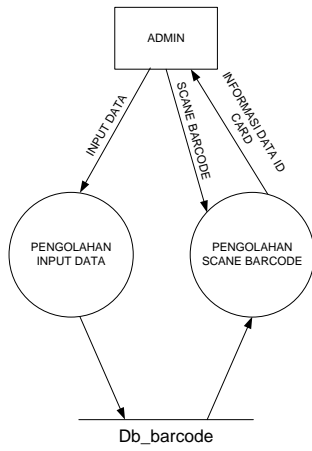 ADMIN
INPUT DATA
SCANE BARCODE
INFORMASI DATA ID
CARD
PENGOLAHAN
INPUT DATA
PENGOLAHAN
SCANE BARCODE
Db_barcode